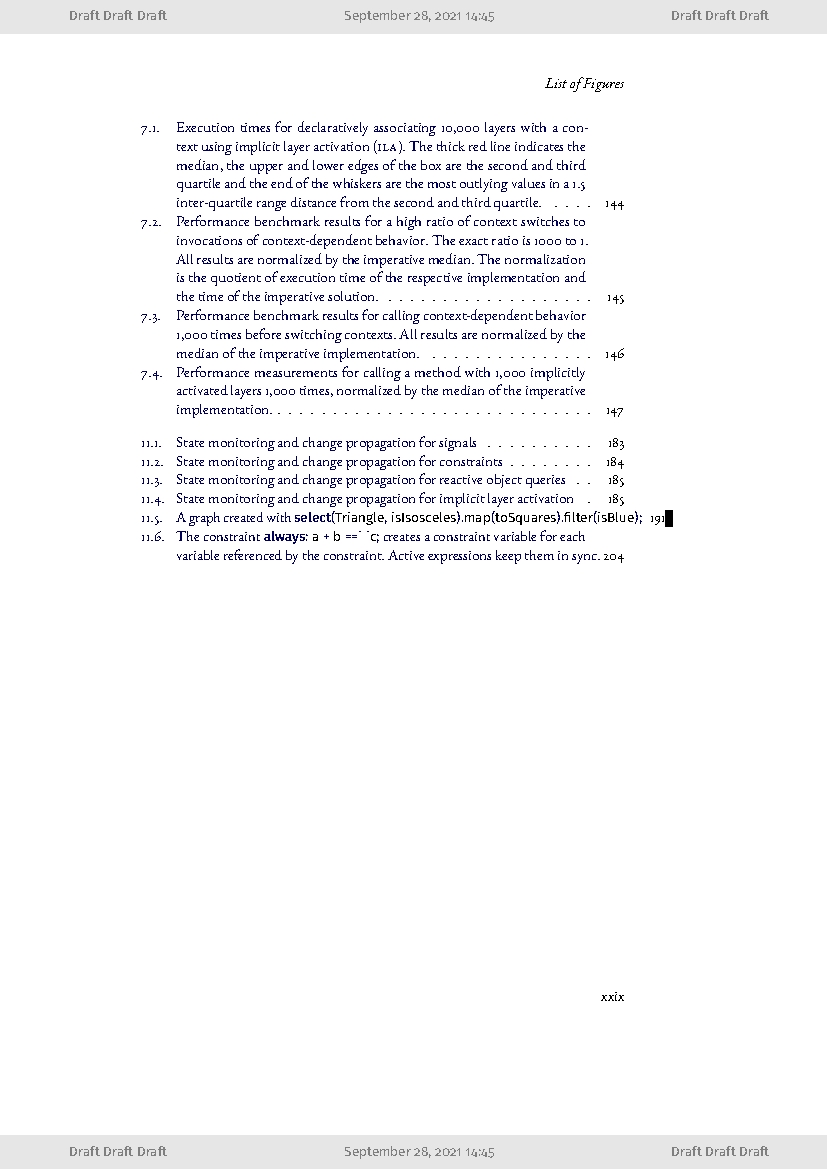 Draft Draft Draft September 28, 2021 14:45 Draft Draft Draft
List of Figures
7.1. Execution times for declaratively associating 10,000 layers with a con-
text using implicit layer activation (ILA). The thick red line indicates the
median, the upper and lower edges of the box are the second and third
quartile and the end of the whiskers are the most outlying values in a 1.5
inter-quartile range distance from the second and third quartile. . . . . 144
7.2. Performance benchmark results for a high ratio of context switches to
invocations of context-dependent behavior. The exact ratio is 1000 to 1.
All results are normalized by the imperative median. The normalization
is the quotient of execution time of the respective implementation and
the time of the imperative solution. . . . . . . . . . . . . . . . . . . . 145
7.3. Performance benchmark results for calling context-dependent behavior
1,000 times before switching contexts. All results are normalized by the
median of the imperative implementation. . . . . . . . . . . . . . . . 146
7.4. Performance measurements for calling a method with 1,000 implicitly
activated layers 1,000 times, normalized by the median of the imperative
implementation. . . . . . . . . . . . . . . . . . . . . . . . . . . . . . 147
11.1. State monitoring and change propagation for signals . . . . . . . . . . 183
11.2. State monitoring and change propagation for constraints . . . . . . . . 184
11.3. State monitoring and change propagation for reactive object queries . . 185
11.4. State monitoring and change propagation for implicit layer activation . 185
11.5. A graph created with select(Triangle, isIsosceles).map(toSquares).filter(isBlue); 191
11.6. The constraint always: a + b ==` `c; creates a constraint variable for each
variable referenced by the constraint. Active expressions keep them in sync. 204
xxix
Draft Draft Draft September 28, 2021 14:45 Draft Draft Draft